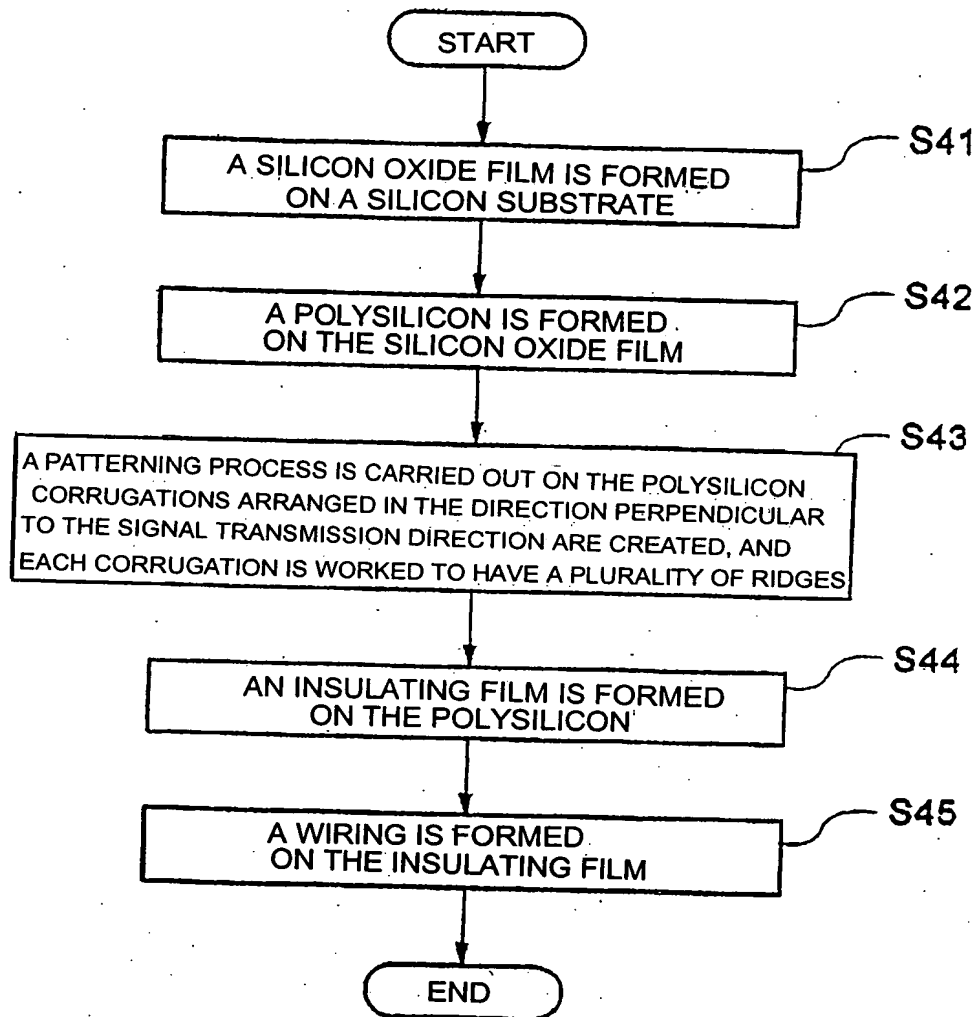 START
S41
A SILICON OXIDE FILM IS FORMED
ON A SILICON SUBSTRATE
S42
A POLYSILICON IS FORMED
ON THE SILICON OXIDE FILM
S43
A PATTERNING PROCESS IS CARRIED OUT ON THE POLYSILICON
CORRUGATIONS ARRANGED IN THE DIRECTION PERPENDICULAR
TO THE SIGNAL TRANSMISSION DIRECTION ARE CREATED, AND
EACH CORRUGATION IS WORKED TO HAVE A PLURALITY OF RIDGES
S44
AN INSULATING FILM IS FORMED
ON THE POLYSILICON
S45
A WIRING IS FORMED
ON THE INSULATING FILM
END